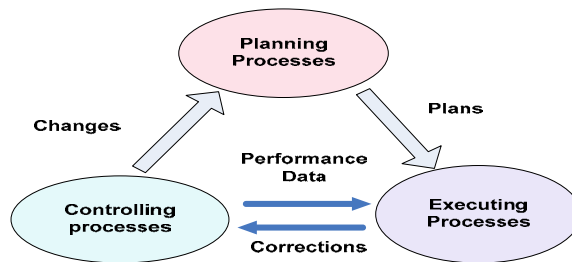 Planning
Processes
Changes
Plans
Performance
Data
Controlling
processes
Executing
Processes
Corrections